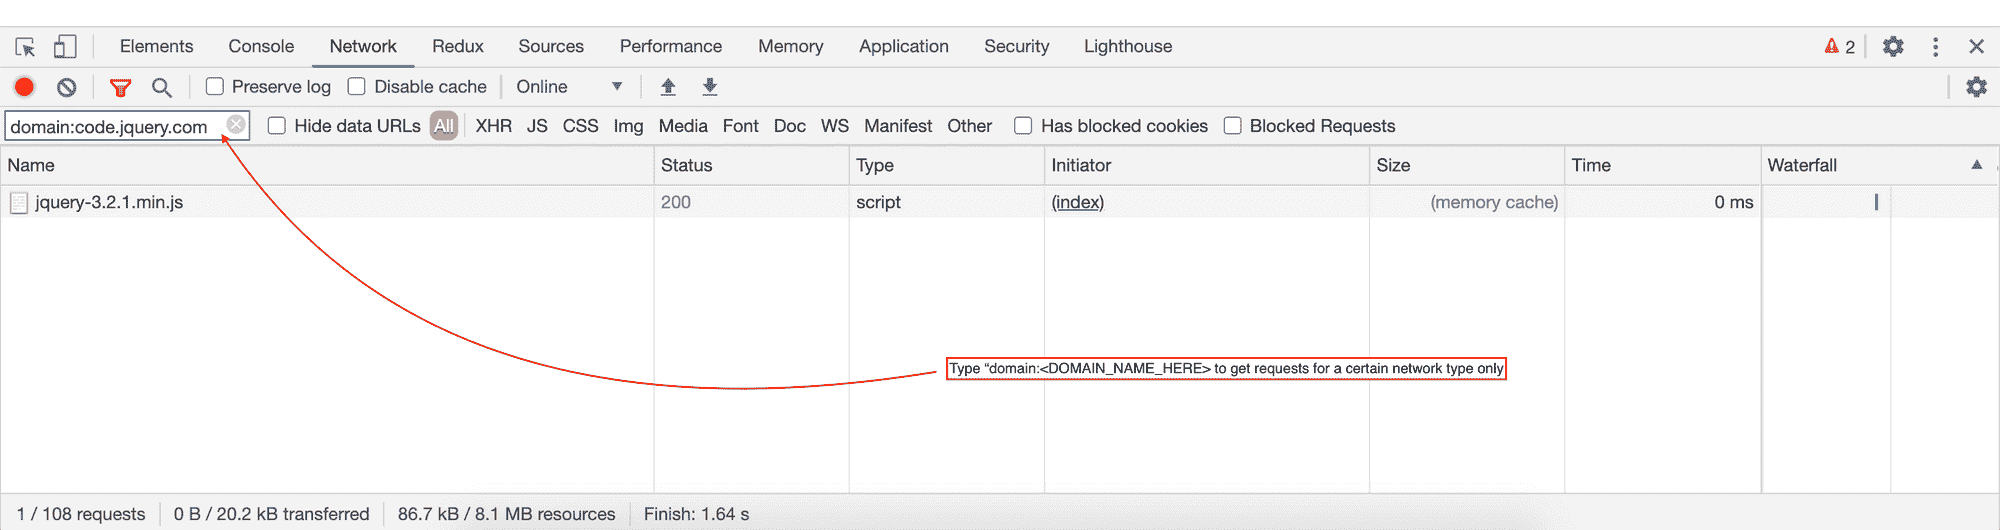 Elements Console Network Redux Sources Performance Memory Application Security Lighthouse 2
Preserve log Disable cache Online
domain:code.jquery.com Hide data URLs All XHR JS CSS Img Media Font Doc WS Manifest Other Has blocked cookies Blocked Requests
Name Status Type Initiator Size Time Waterfall
jquery-3.2.1.min.js 200 script (index) (memory cache) 0 ms
Type “domain:<DOMAIN_NAME_HERE> to get requests for a certain network type only
1 / 108 requests 0 B / 20.2 kB transferred 86.7 kB / 8.1 MB resources Finish: 1.64 s